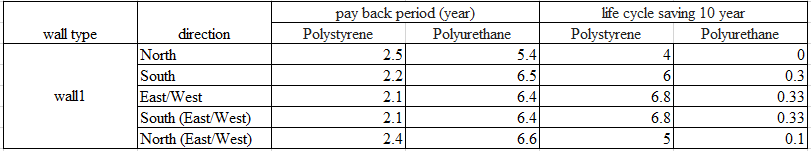 pay back period (year) life cycle saving 10 year
wall type direction Polystyrene Polyurethane Polystyrene Polyurethane
North 2.5 5.4 4 0
South 2.2 6.5 6 0.3
wall1 East/West 2.1 6.4 6.8 0.33
South (East/West) 2.1 6.4 6.8 0.33
North (East/West) 2.4 6.6 5 0.1